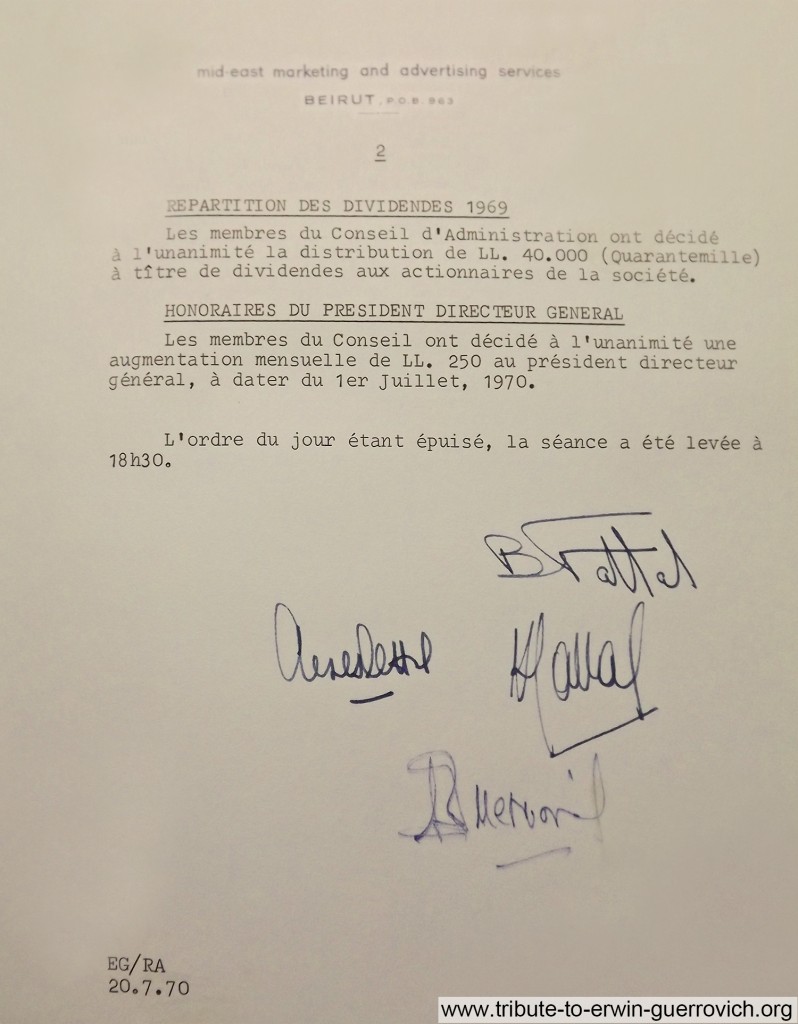 mid-east marketing and advertising services
BEIRUT, P.O.B. 963
2
REPARTITION DES DIVIDENDES 1969
Les membres du Conseil d'Administration ont décidé
à l'unanimité la distribution de LL. 40.000 (Quarantemille)
à tître de dividendes aux actionnaires de la société.
HONORAIRES DU PRESIDENT DIRECTEUR GENERAL
Les membres du Conseil ont décidé à l'unanimité une
augmentation mensuelle de LL. 250 au président directeur
général, à dater du 1er Juillet, 1970.
L'ordre du jour étant épuisé, la séance a été levée à
18h30.
B Fattal
EG/RA
20.7.70
www.tribute-to-erwin-guerrovich.org